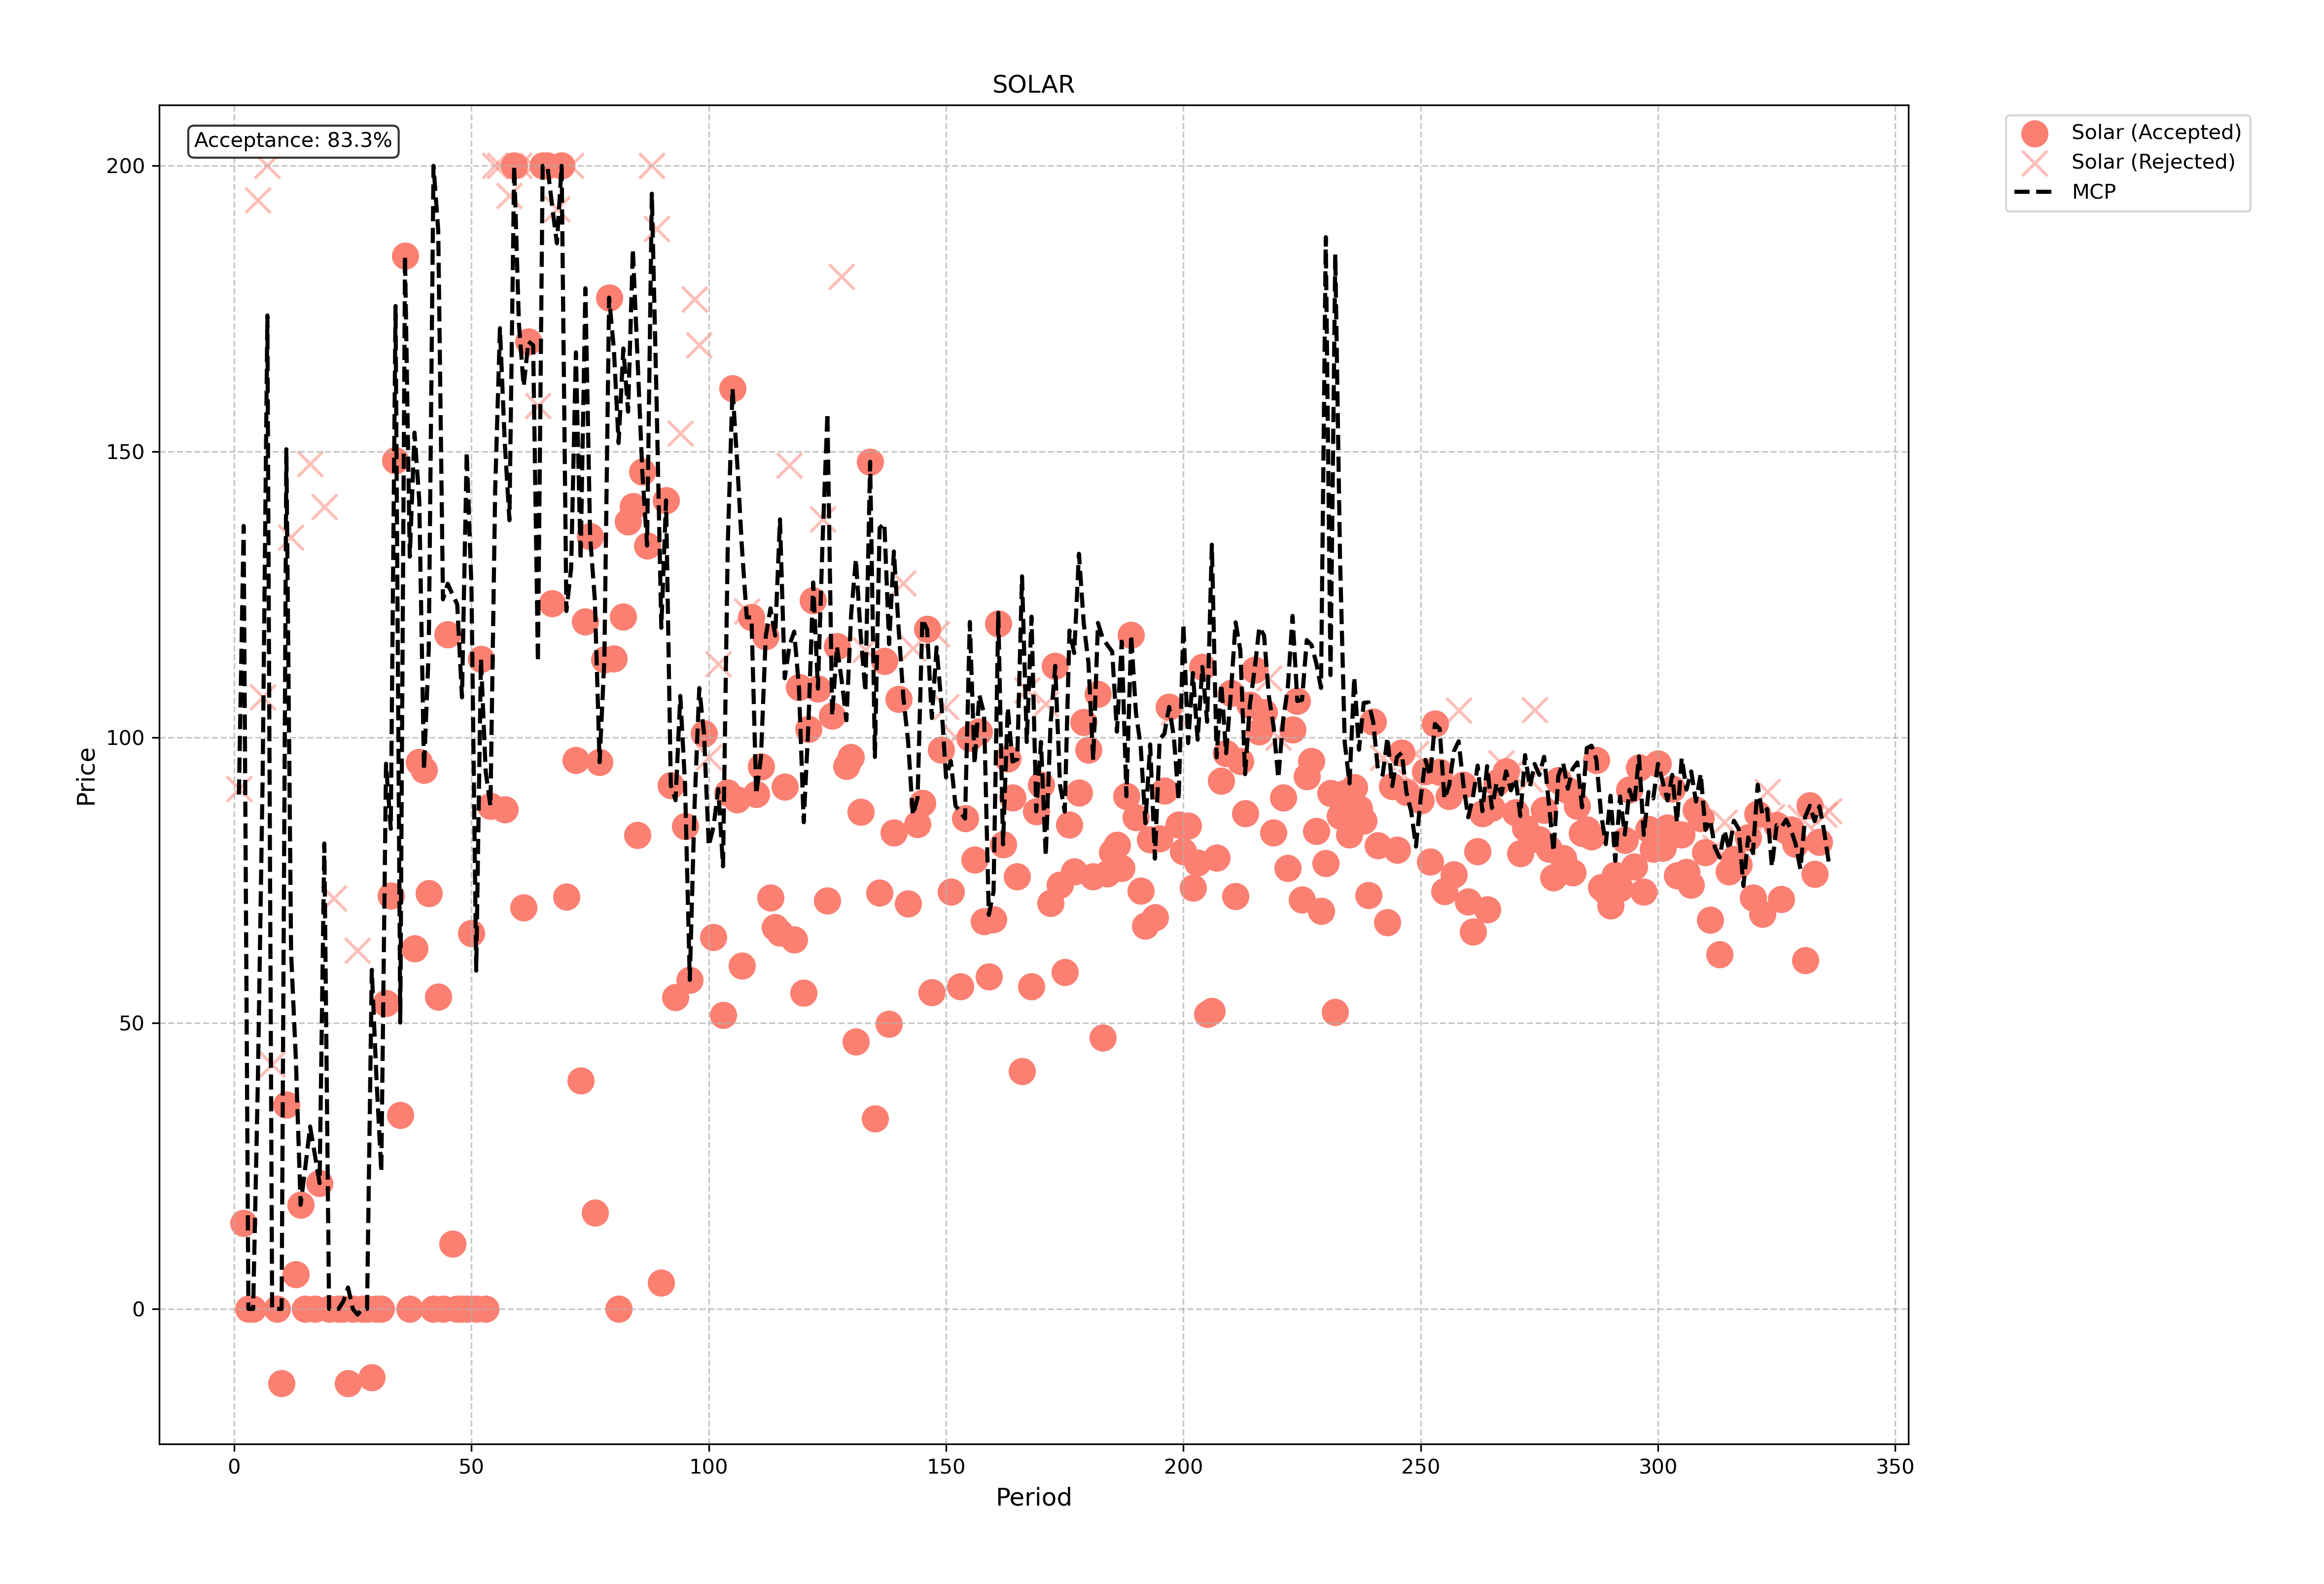 SOLAR
Acceptance: 83.3%
Solar (Accepted)
Solar (Rejected)
MCP
200
150
100
50
0
Price
0 50 100 150 200 250 300 350
Period